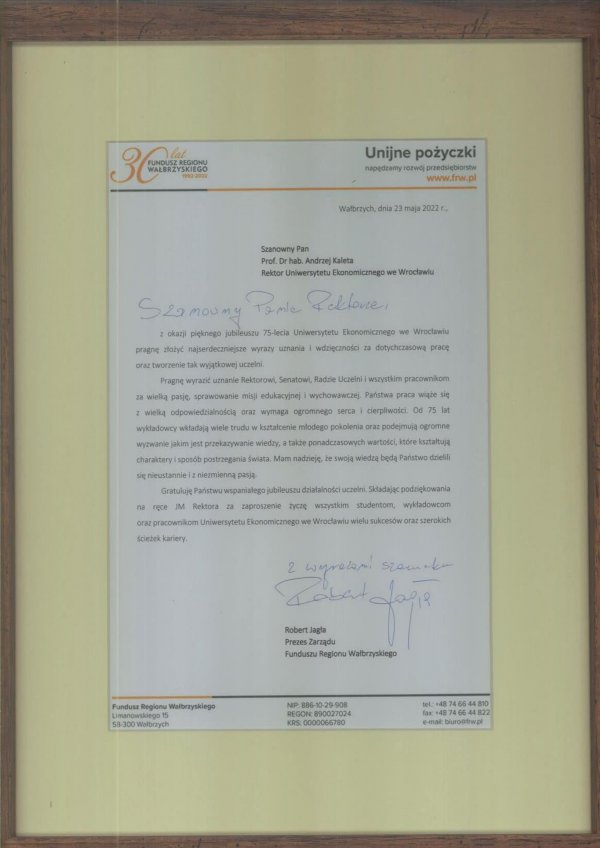 30 lat
FUNDUSZ REGIONU
WAŁBRZYSKIEGO
1992-2022
Unijne pożyczki
napędzamy rozwój przedsiębiorstw
www.frw.pl
Wałbrzych, dnia 23 maja 2022 r.,
Szanowny Pan
Prof. Dr hab. Andrzej Kaleta
Rektor Uniwersytetu Ekonomicznego we Wrocławiu
Szanowny Panie Rektorze,
z okazji pięknego jubileuszu 75-lecia Uniwersytetu Ekonomicznego we Wrocławiu
pragnę złożyć najserdeczniejsze wyrazy uznania i wdzięczności za dotychczasową pracę
oraz tworzenie tak wyjątkowej uczelni.
Pragnę wyrazić uznanie Rektorowi, Senatowi, Radzie Uczelni i wszystkim pracownikom
za wielką pasję, sprawowanie misji edukacyjnej i wychowawczej. Państwa praca wiąże się
z wielką odpowiedzialnością oraz wymaga ogromnego serca i cierpliwości. Od 75 lat
wykładowcy wkładają wiele trudu w kształcenie młodego pokolenia oraz podejmują ogromne
wyzwanie jakim jest przekazywanie wiedzy, a także ponadczasowych wartości, które kształtują
charaktery i sposób postrzegania świata. Mam nadzieję, że swoją wiedzą będą Państwo dzielili
się nieustannie i z niezmienną pasją.
Gratuluję Państwu wspaniałego jubileuszu działalności uczelni. Składając podziękowania
na ręce JM Rektora za zaproszenie życzę wszystkim studentom, wykładowcom
oraz pracownikom Uniwersytetu Ekonomicznego we Wrocławiu wielu sukcesów oraz szerokich
ścieżek kariery.
z wyrazami szacunku
Robert Jagła
Robert Jagła
Prezes Zarządu
Funduszu Regionu Wałbrzyskiego
Fundusz Regionu Wałbrzyskiego
Limanowskiego 15
58-300 Wałbrzych
NIP: 886-10-29-908
REGON: 890027024
KRS: 0000066780
tel.: +48 74 66 44 810
fax: +48 74 66 44 822
e-mail: biuro@frw.pl